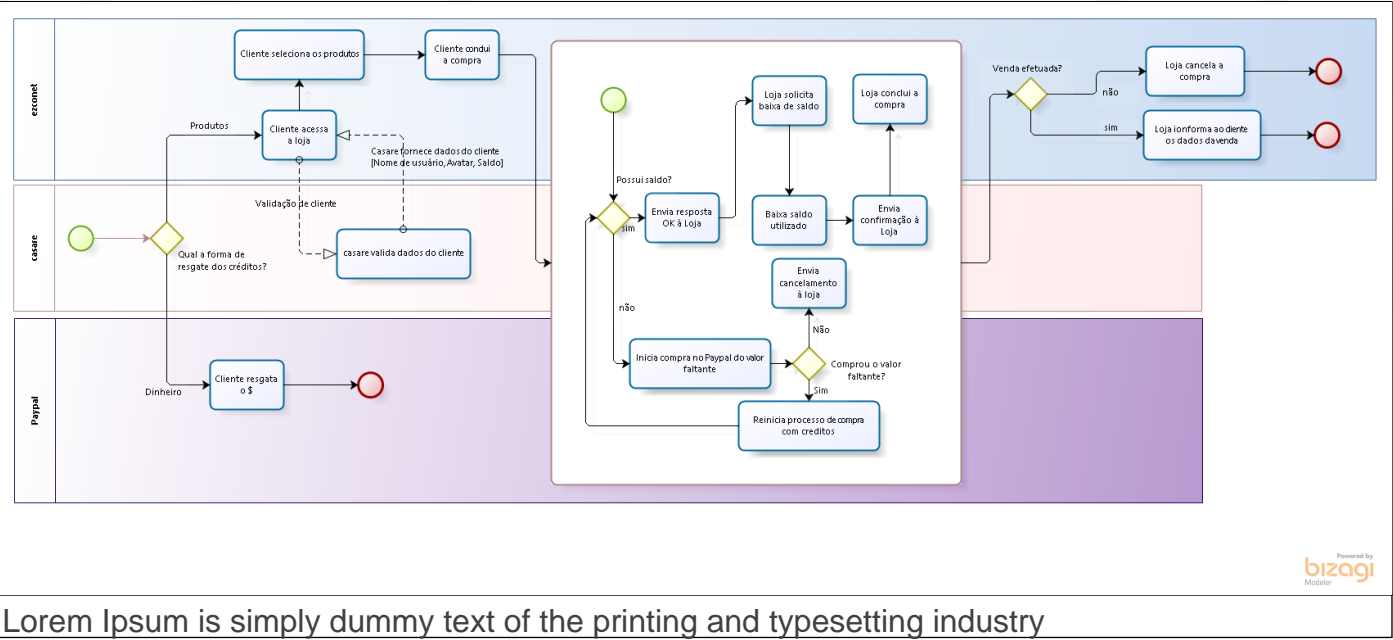 ezconet
casare
Paypal
Cliente seleciona os produtos
Cliente condui
a compra
Produtos
Cliente acessa
a loja
Casare fornece dados do cliente
[Nome de usuário, Avatar, Saldo]
Validação de cliente
casare valida dados do cliente
Qual a forma de
resgate dos créditos?
Dinheiro
Cliente resgata
o $
Possui saldo?
sim
Envia resposta
OK à Loja
Loja solicita
baixa de saldo
Baixa saldo
utilizado
Envia
confirmação à
Loja
Loja conclui a
compra
não
Inicia compra no Paypal do valor
faltante
Envia
cancelamento
à loja
Não
Comprou o valor
faltante?
Sim
Reinicia processo de compra
com creditos
Venda efetuada?
não
Loja cancela a
compra
sim
Loja ionforma ao diente
os dados da venda
Powered by
bizagi
Modeler
Lorem Ipsum is simply dummy text of the printing and typesetting industry